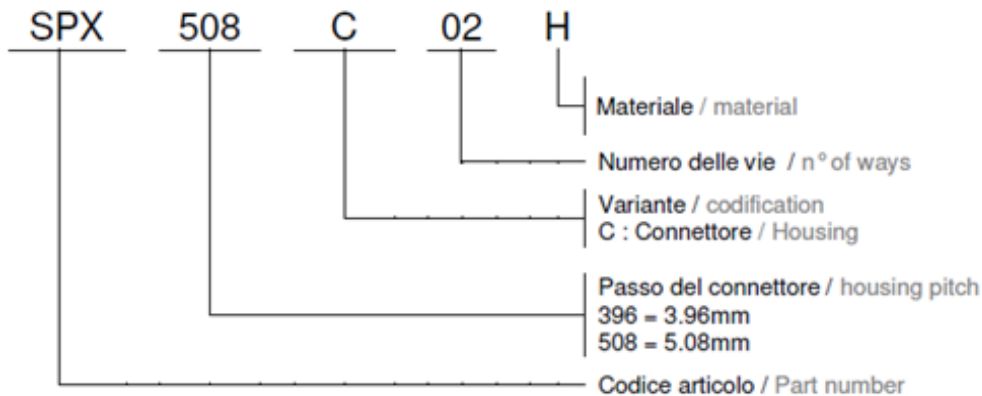 SPX 508 C 02 H
Materiale / material
Numero delle vie / n° of ways
Variante / codification
C : Connettore / Housing
Passo del connettore / housing pitch
396 = 3.96mm
508 = 5.08mm
Codice articolo / Part number